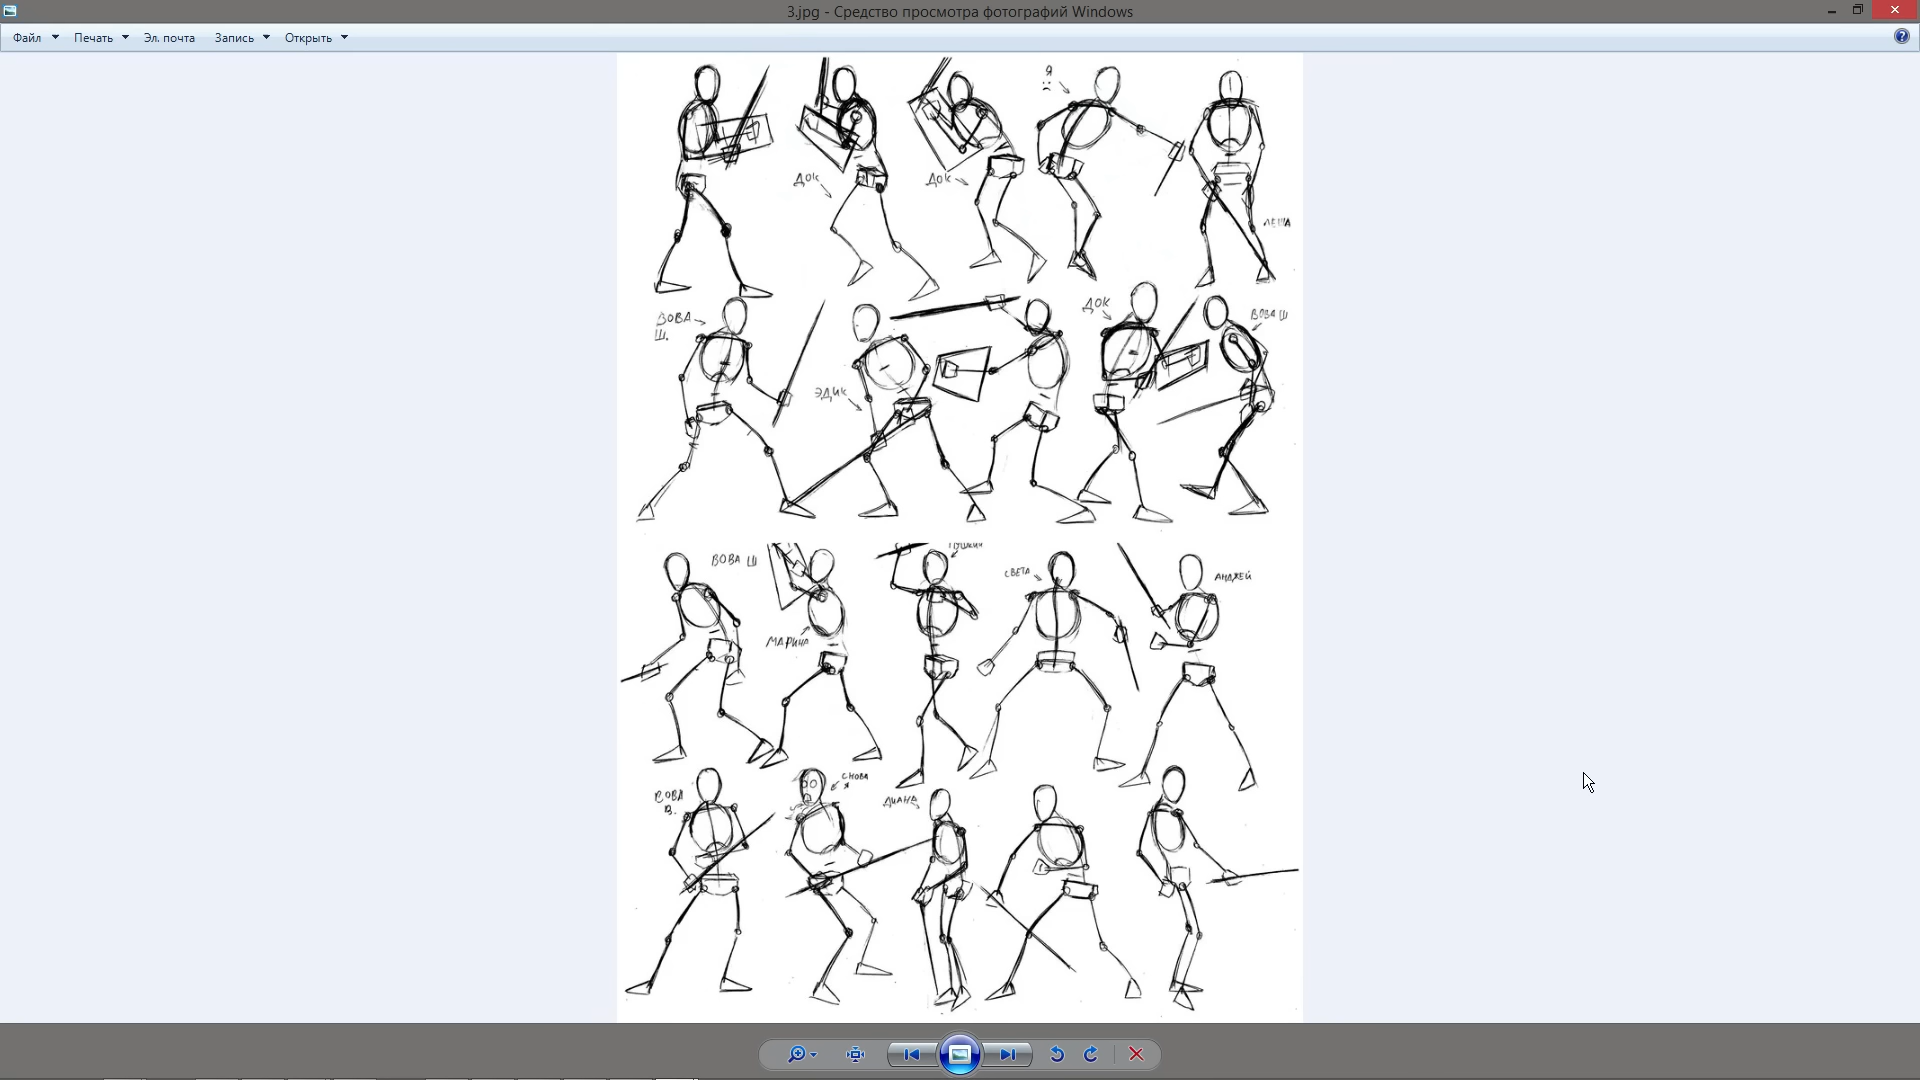 3.jpg - Средство просмотра фотографий Windows
Файл Печать Эл. почта Запись Открыть
Я
:(
ДОК
ДОК
ЛЕША
ВОВА
Ш.
ЭДИК
ДОК
ВОВА Ш
ВОВА Ш
МАРИНА
ПУШКИН
СВЕТА
АНДЖЕЙ
ВОВА
В.
СНОВА
Я
ДИАНА